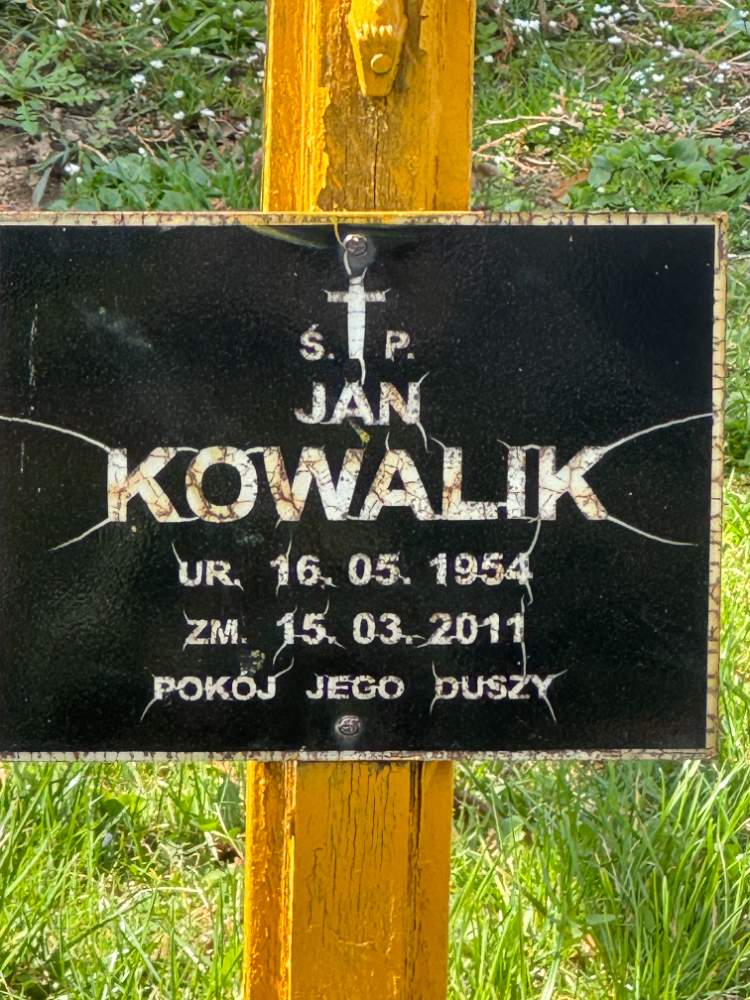 Ś. P.
JAN
KOWALIK
UR. 16. 05. 1954
ZM. 15. 03. 2011
POKÓJ JEGO DUSZY